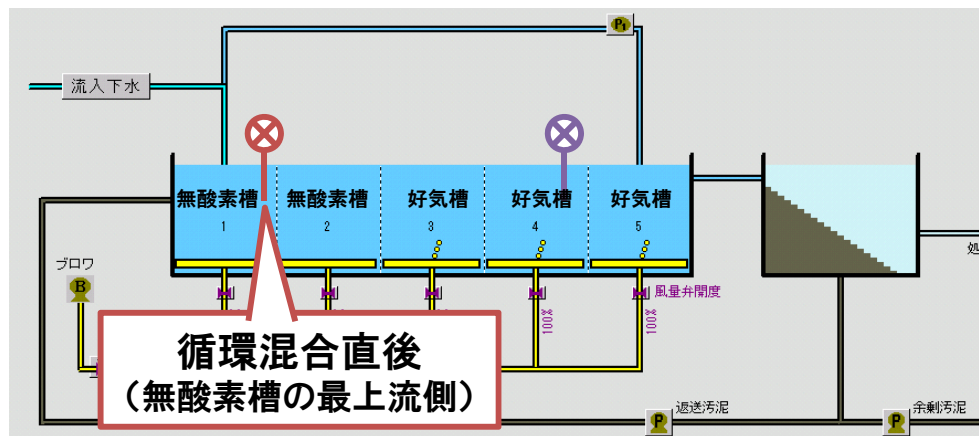 P1
流入下水
無酸素槽
無酸素槽
好気槽
好気槽
好気槽
1
2
3
4
5
ブロワ
B
風量弁開度
100%
100%
循環混合直後
(無酸素槽の最上流側)
処
P
返送汚泥
P
余剰汚泥